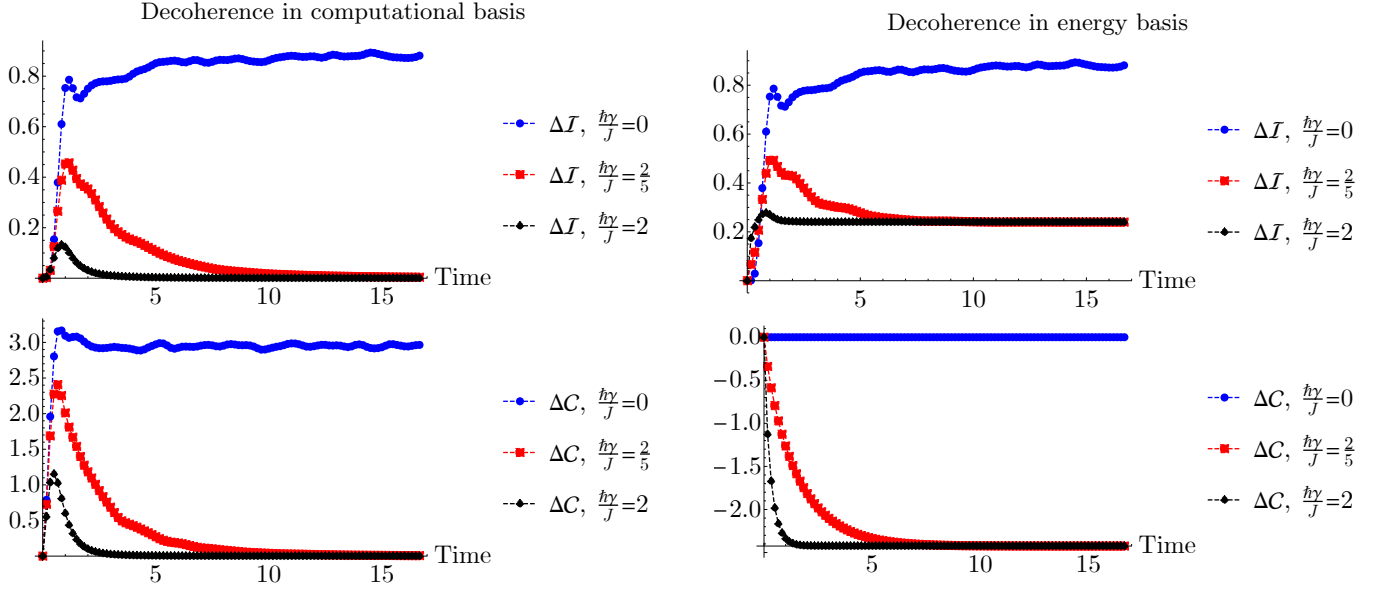 Decoherence in computational basis
0.8
0.6
0.4
0.2
5 10 15 Time
ΔI, ħγ/J=0
ΔI, ħγ/J=2/5
ΔI, ħγ/J=2
Decoherence in energy basis
0.8
0.6
0.4
0.2
5 10 15 Time
ΔI, ħγ/J=0
ΔI, ħγ/J=2/5
ΔI, ħγ/J=2
3.0
2.5
2.0
1.5
1.0
0.5
5 10 15 Time
ΔC, ħγ/J=0
ΔC, ħγ/J=2/5
ΔC, ħγ/J=2
0.0
−0.5
−1.0
−1.5
−2.0
5 10 15 Time
ΔC, ħγ/J=0
ΔC, ħγ/J=2/5
ΔC, ħγ/J=2